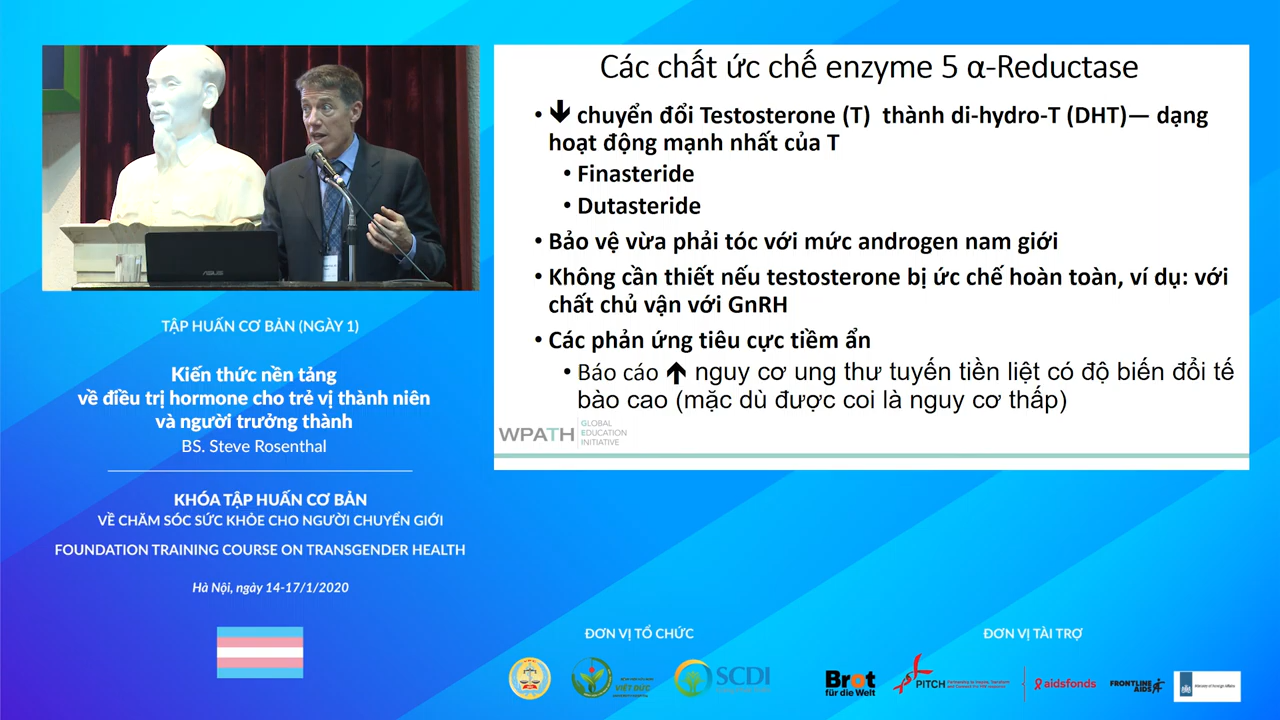 Các chất ức chế enzyme 5 α-Reductase
• 🡫 chuyển đổi Testosterone (T) thành di-hydro-T (DHT)— dạng
hoạt động mạnh nhất của T
• Finasteride
• Dutasteride
• Bảo vệ vừa phải tóc với mức androgen nam giới
• Không cần thiết nếu testosterone bị ức chế hoàn toàn, ví dụ: với
chất chủ vận với GnRH
• Các phản ứng tiêu cực tiềm ẩn
• Báo cáo 🡩 nguy cơ ung thư tuyến tiền liệt có độ biến đổi tế
bào cao (mặc dù được coi là nguy cơ thấp)
WPATH
GLOBAL
EDUCATION
INITIATIVE
ASUS
TẬP HUẤN CƠ BẢN (NGÀY 1)
Kiến thức nền tảng
về điều trị hormone cho trẻ vị thành niên
và người trưởng thành
BS. Steve Rosenthal
KHÓA TẬP HUẤN CƠ BẢN
VỀ CHĂM SÓC SỨC KHỎE CHO NGƯỜI CHUYỂN GIỚI
FOUNDATION TRAINING COURSE ON TRANSGENDER HEALTH
Hà Nội, ngày 14-17/1/2020
ĐƠN VỊ TỔ CHỨC
VIỆT ĐỨC
SCDI
ĐƠN VỊ TÀI TRỢ
Brot
für die Welt
PITCH
aidsfonds
FRONTLINE
AIDS
Ministry of Foreign Affairs